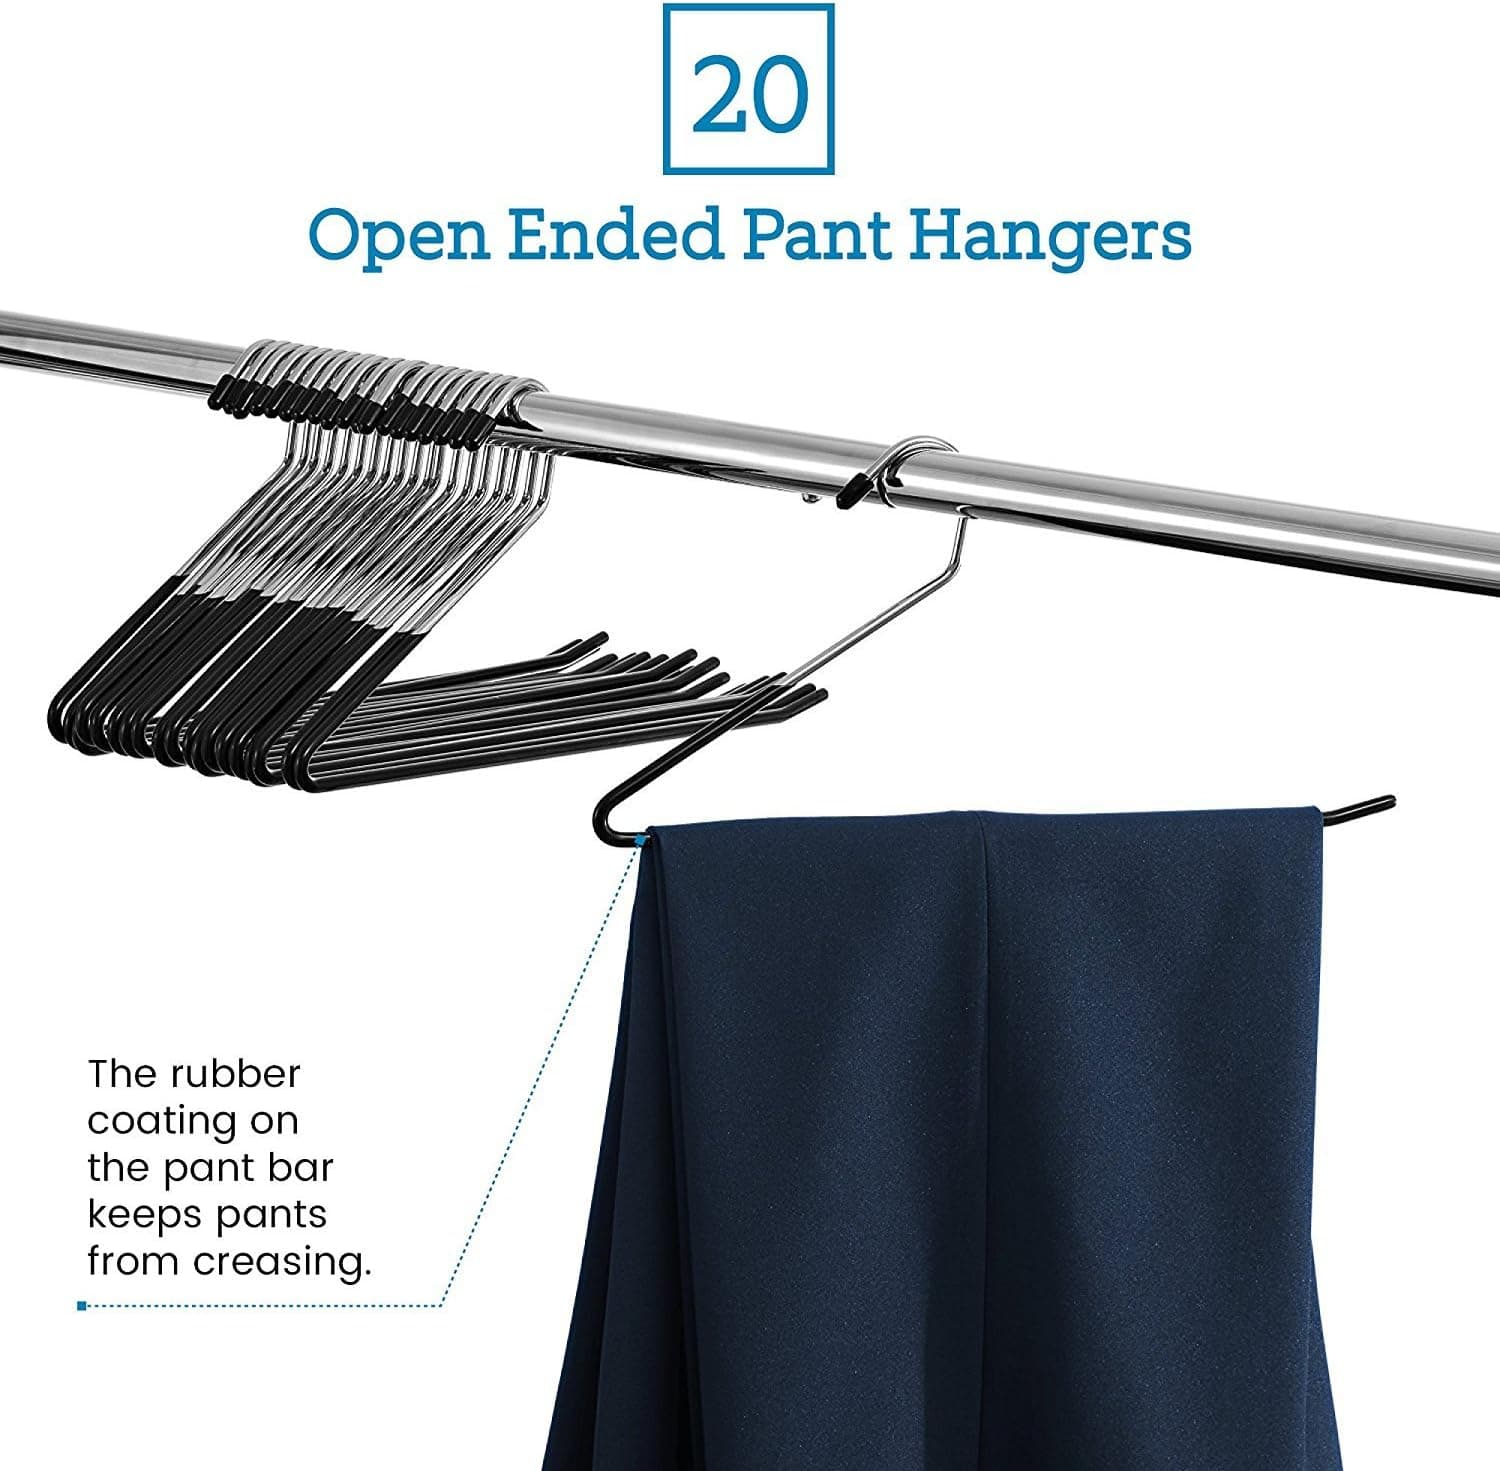 20
Open Ended Pant Hangers
The rubber
coating on
the pant bar
keeps pants
from creasing.